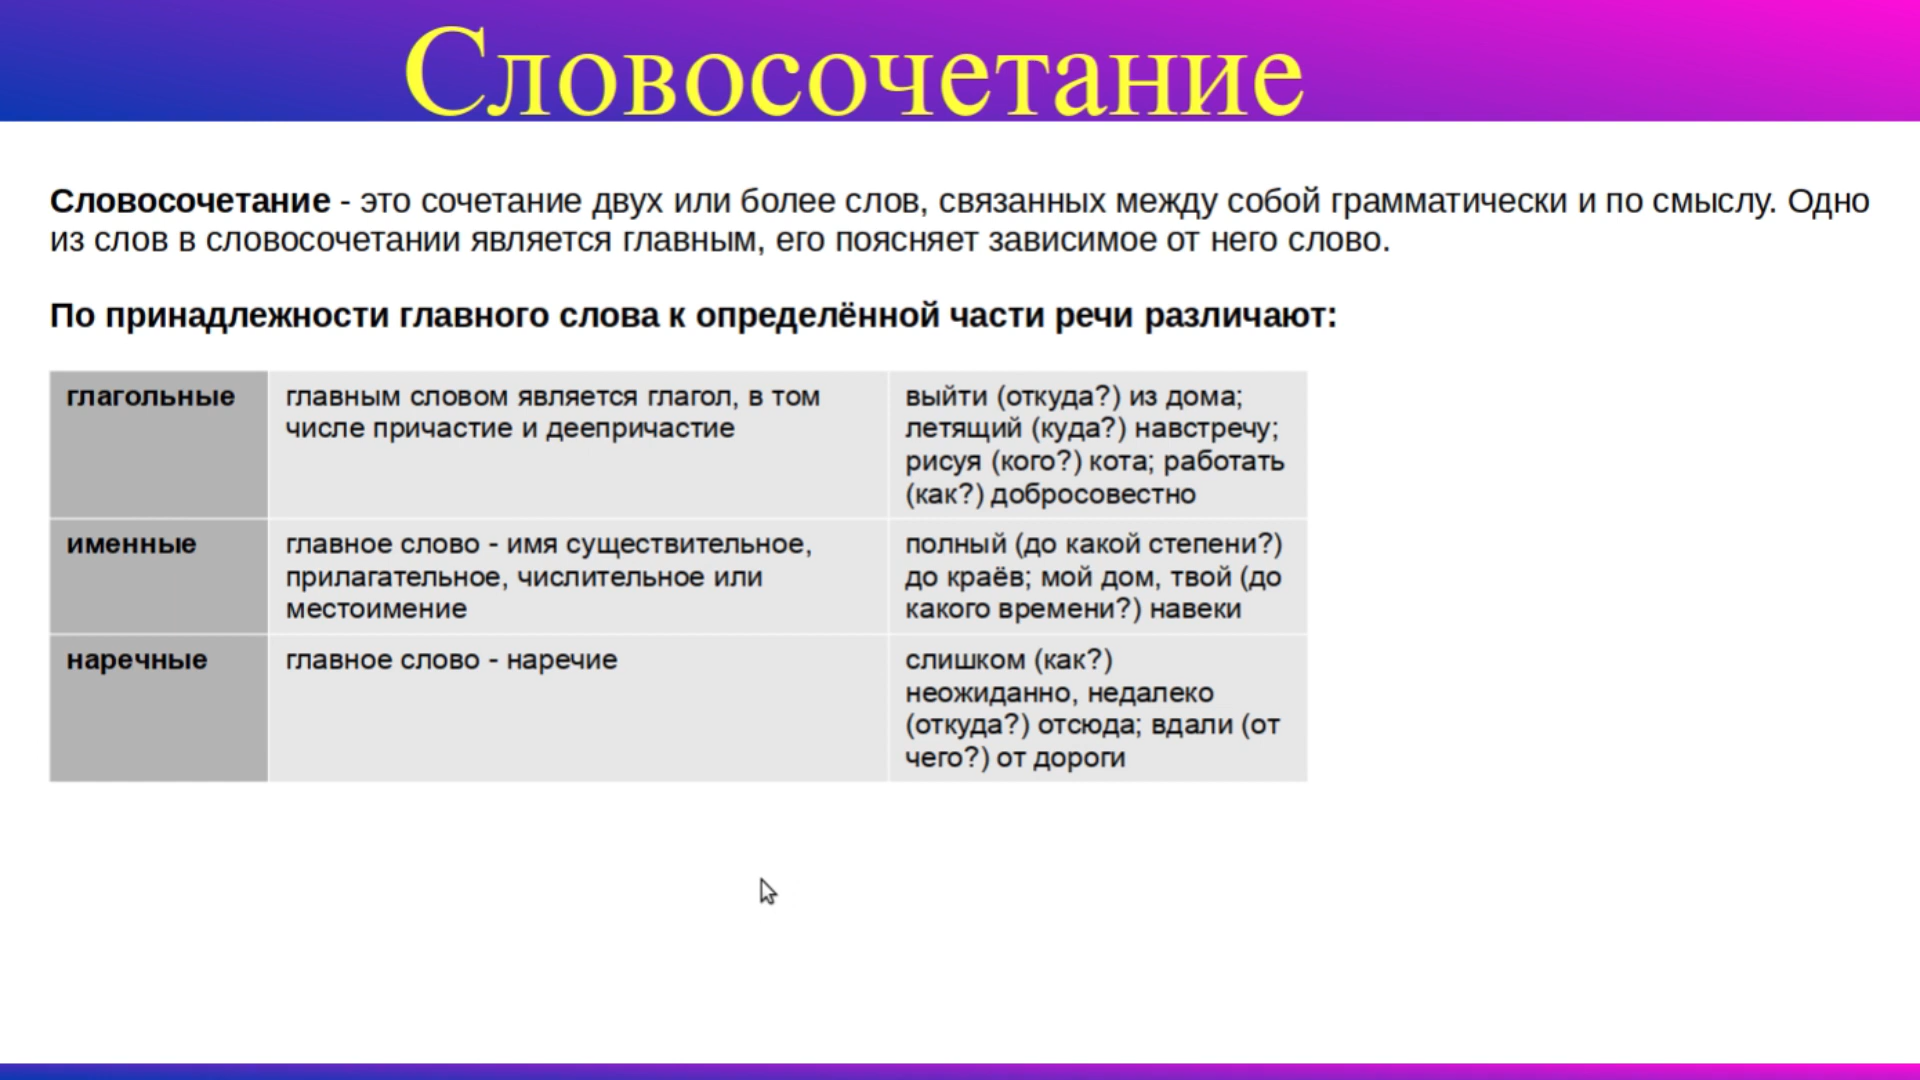 Словосочетание
Словосочетание - это сочетание двух или более слов, связанных между собой грамматически и по смыслу. Одно
из слов в словосочетании является главным, его поясняет зависимое от него слово.
По принадлежности главного слова к определённой части речи различают:
глагольные
главным словом является глагол, в том
числе причастие и деепричастие
выйти (откуда?) из дома;
летящий (куда?) навстречу;
рисуя (кого?) кота; работать
(как?) добросовестно
именные
главное слово - имя существительное,
прилагательное, числительное или
местоимение
полный (до какой степени?)
до краёв; мой дом, твой (до
какого времени?) навеки
наречные
главное слово - наречие
слишком (как?)
неожиданно, недалеко
(откуда?) отсюда; вдали (от
чего?) от дороги